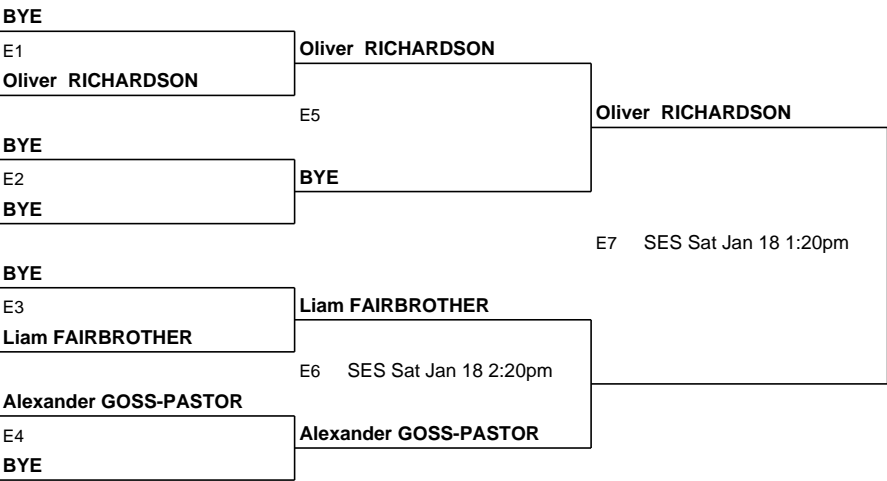 BYE
E1
Oliver RICHARDSON
Oliver RICHARDSON
E5
Oliver RICHARDSON
BYE
E2
BYE
BYE
E7 SES Sat Jan 18 1:20pm
BYE
E3
Liam FAIRBROTHER
Liam FAIRBROTHER
E6 SES Sat Jan 18 2:20pm
Alexander GOSS-PASTOR
E4
Alexander GOSS-PASTOR
BYE